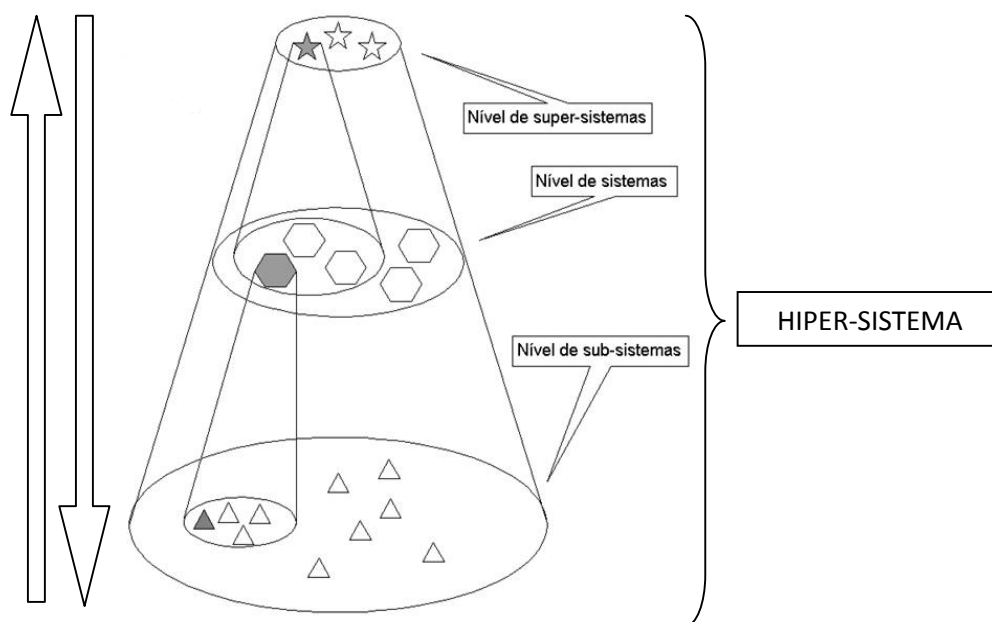 Nível de super-sistemas
Nível de sistemas
HIPER-SISTEMA
Nível de sub-sistemas